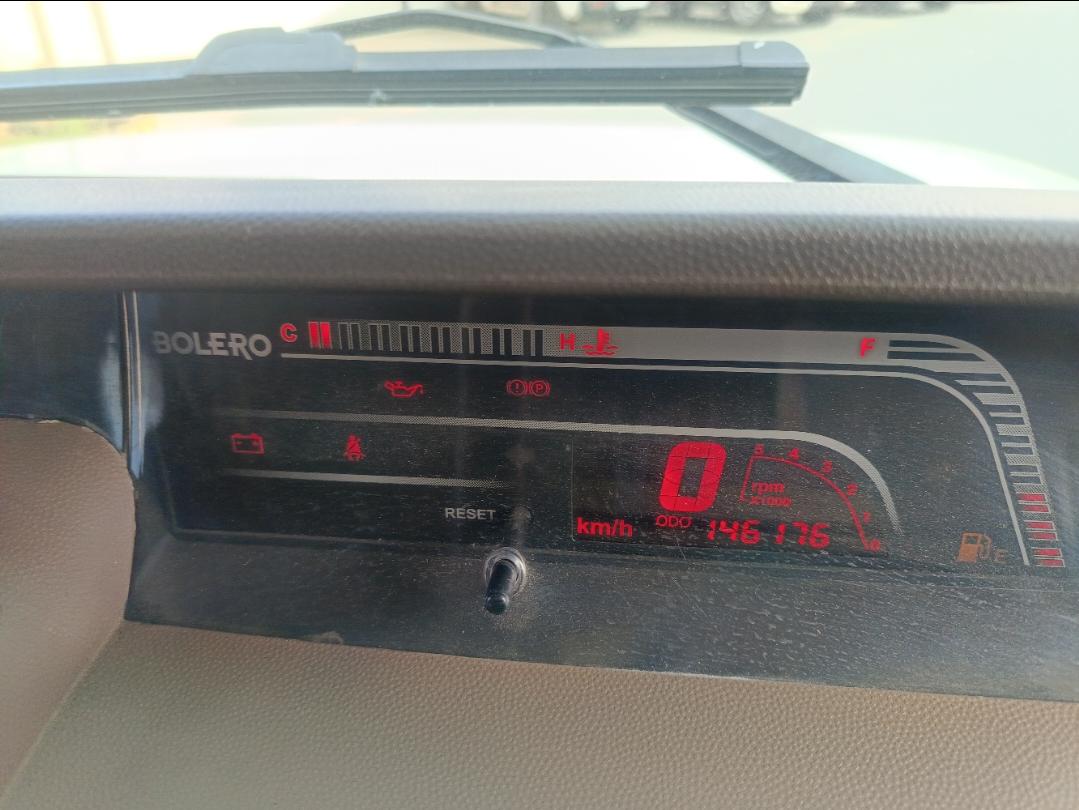 BOLERO C H F
! P
0 5 4 3 2 1 0
rpm
X1000
RESET
km/h ODO 146176
E